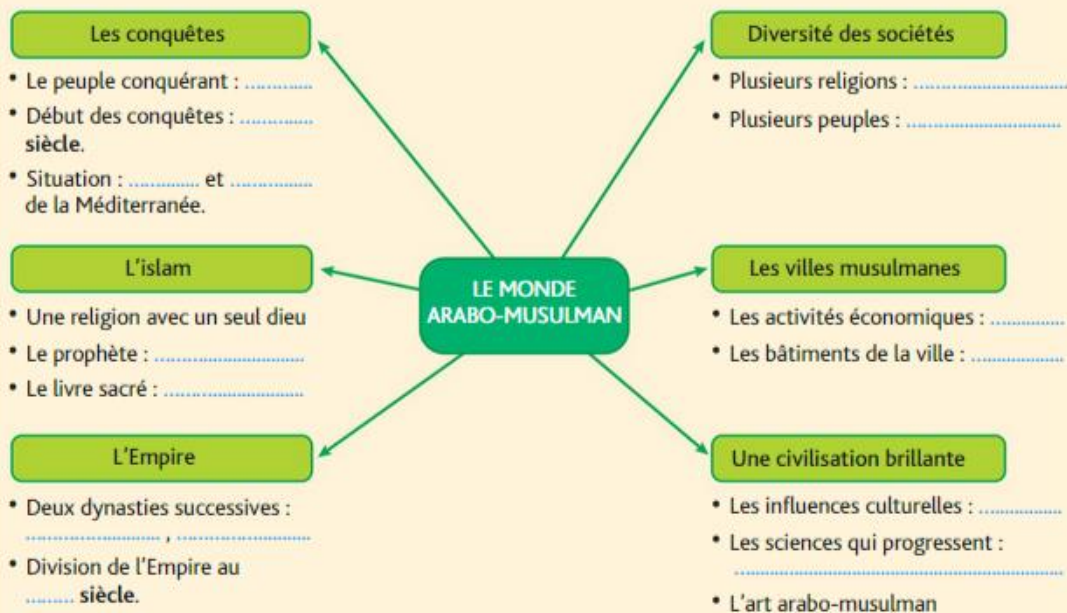 Les conquêtes
• Le peuple conquérant : .............
• Début des conquêtes : ..............
siècle.
• Situation : .............. et ................
de la Méditerranée.
L'islam
• Une religion avec un seul dieu
• Le prophète : .............................
• Le livre sacré : ...........................
L'Empire
• Deux dynasties successives :
.......................... , ..........................
• Division de l'Empire au
......... siècle.
LE MONDE
ARABO-MUSULMAN
Diversité des sociétés
• Plusieurs religions : ..............................
• Plusieurs peuples : ..............................
Les villes musulmanes
• Les activités économiques : ..............
• Les bâtiments de la ville : ..................
Une civilisation brillante
• Les influences culturelles : ................
• Les sciences qui progressent :
................................................................
• L'art arabo-musulman